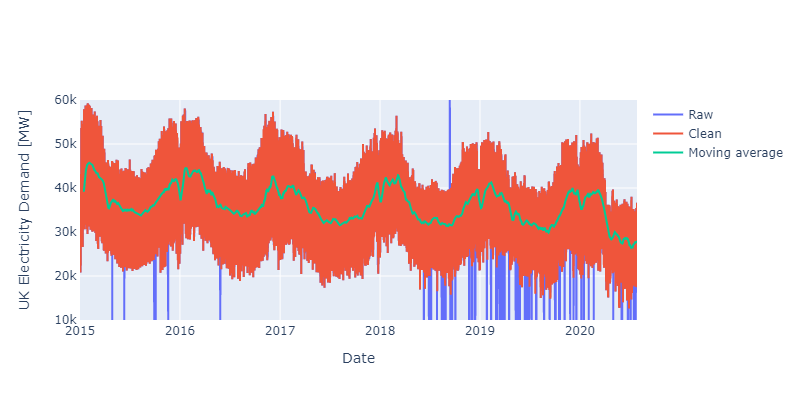 60k
50k
40k
30k
20k
10k
UK Electricity Demand [MW]
2015 2016 2017 2018 2019 2020
Date
Raw
Clean
Moving average